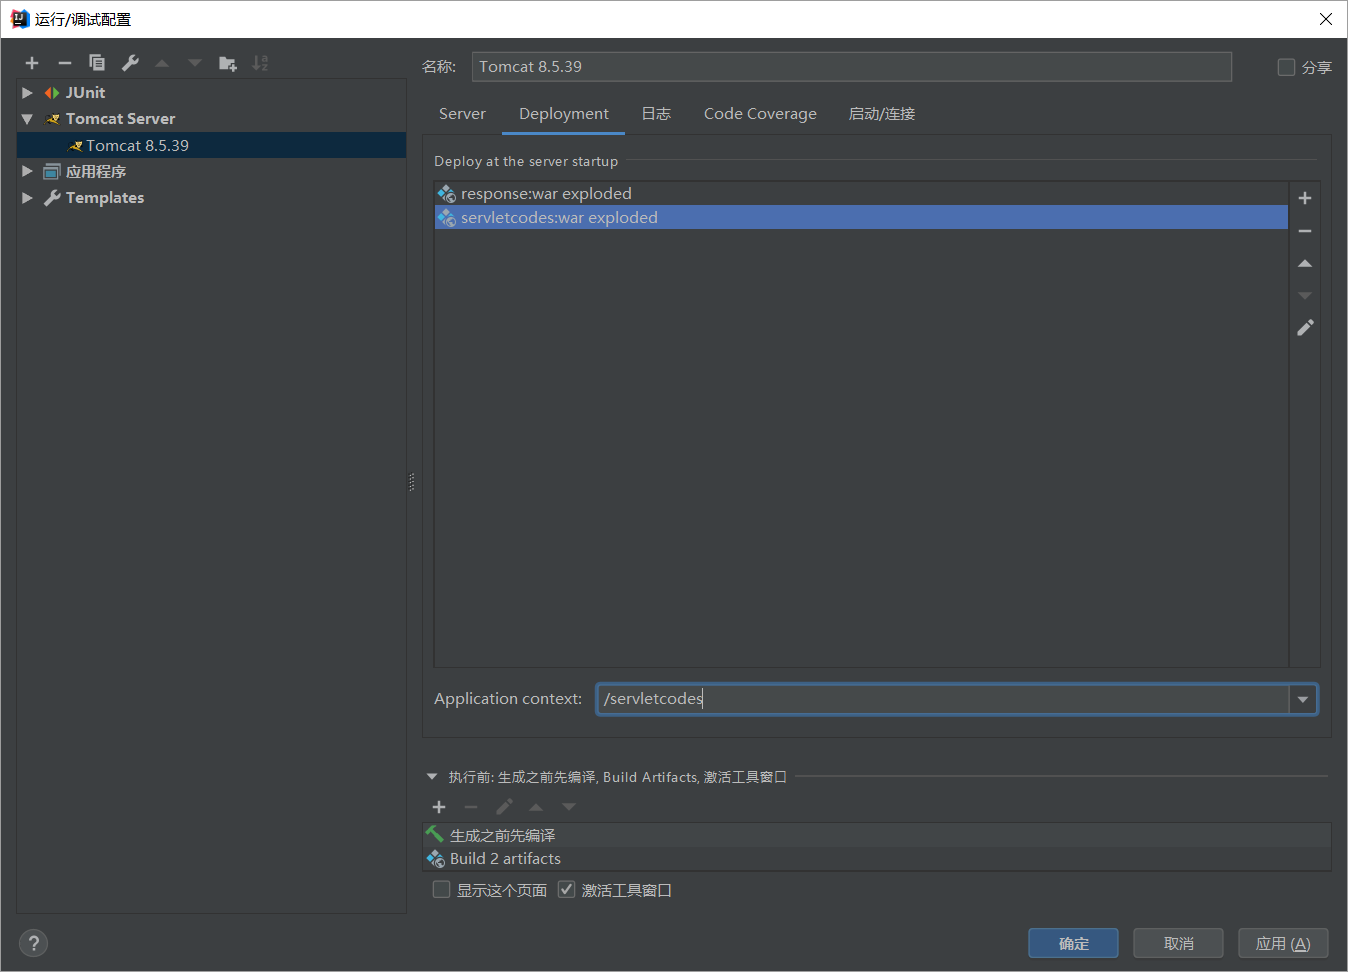 运行/调试配置
JUnit
Tomcat Server
Tomcat 8.5.39
应用程序
Templates
名称: Tomcat 8.5.39 分享
Server Deployment 日志 Code Coverage 启动/连接
Deploy at the server startup
response:war exploded
servletcodes:war exploded
Application context: /servletcodes
执行前: 生成之前先编译, Build Artifacts, 激活工具窗口
生成之前先编译
Build 2 artifacts
显示这个页面 激活工具窗口
? 确定 取消 应用 (A)